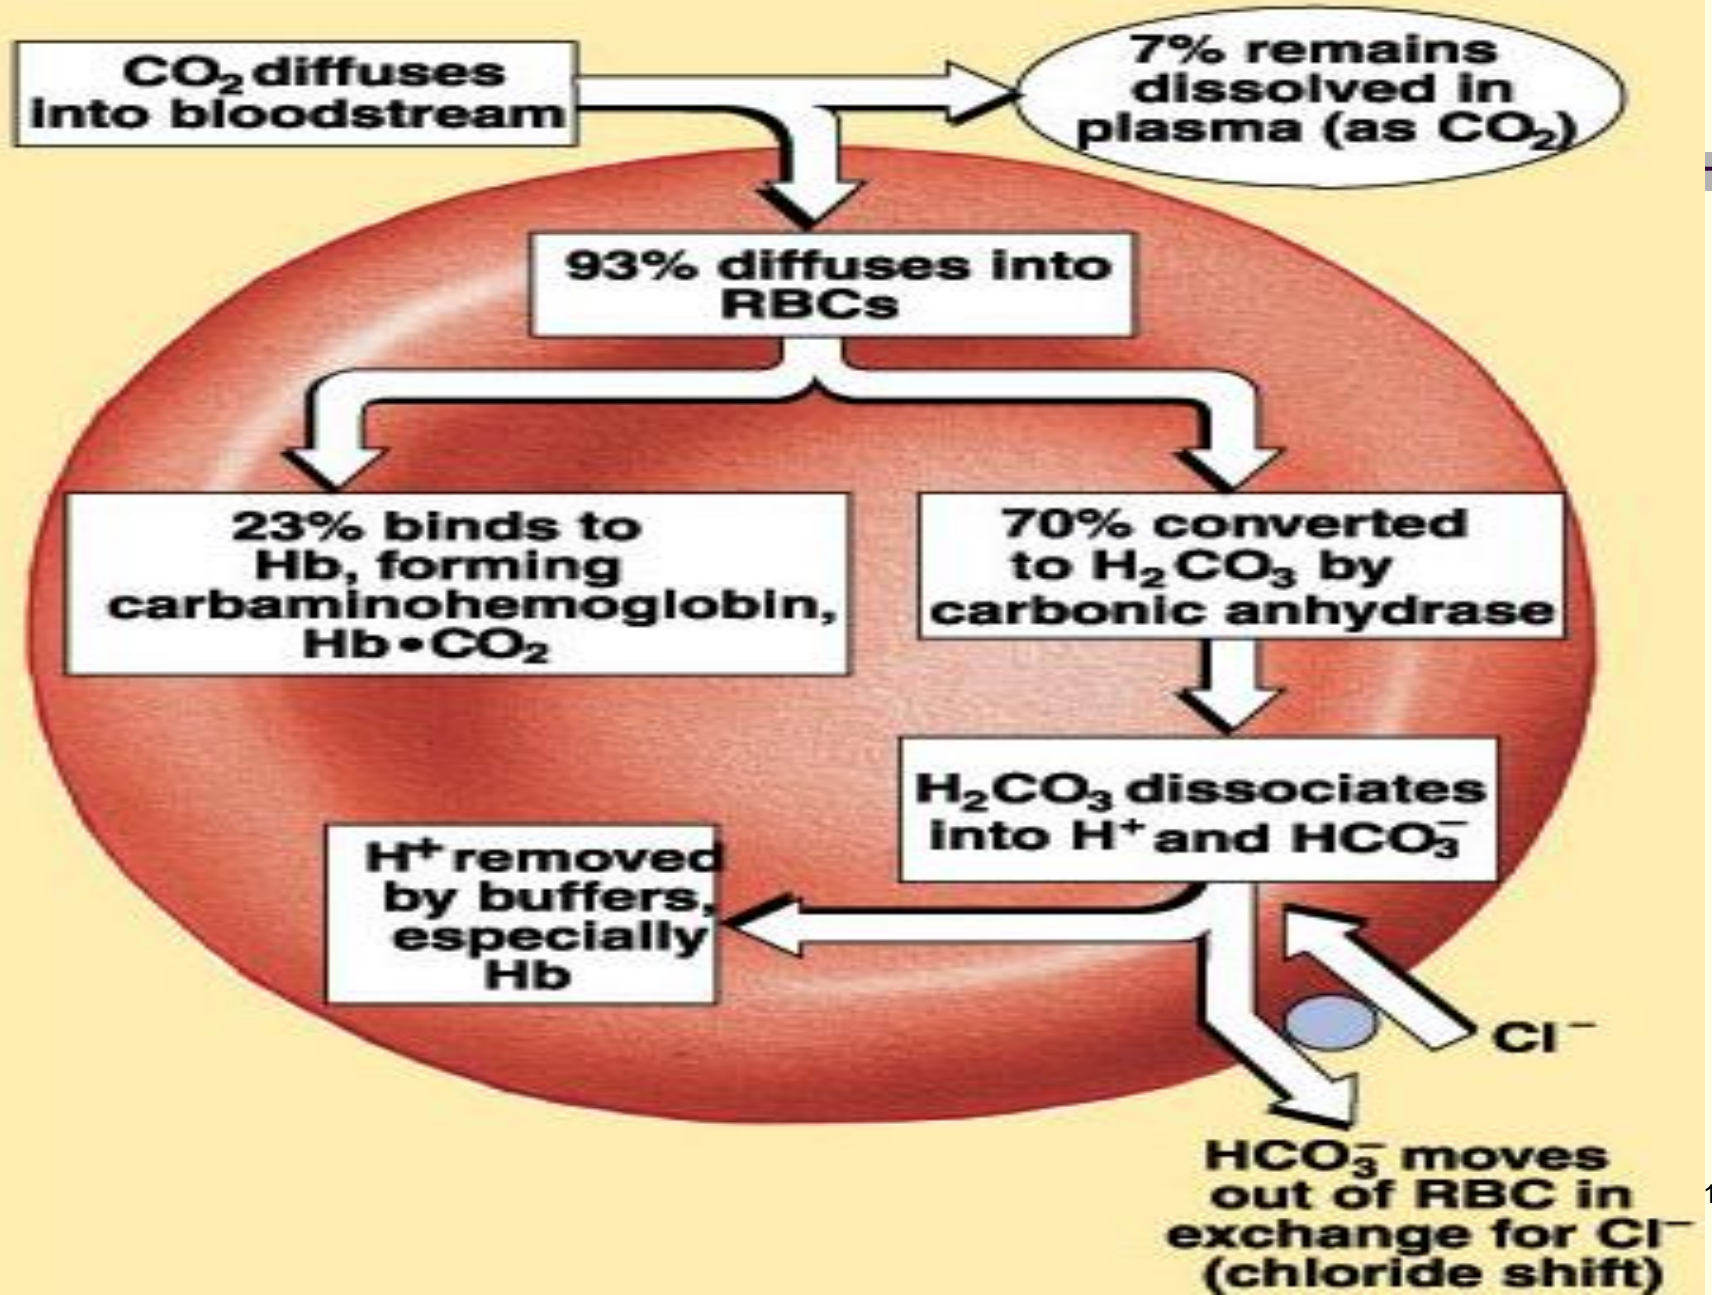 CO₂ diffuses
into bloodstream
7% remains
dissolved in
plasma (as CO₂)
93% diffuses into
RBCs
23% binds to
Hb, forming
carbaminohemoglobin,
Hb•CO₂
70% converted
to H₂CO₃ by
carbonic anhydrase
H₂CO₃ dissociates
into H⁺ and HCO₃⁻
H⁺ removed
by buffers,
especially
Hb
Cl⁻
HCO₃⁻ moves
out of RBC in
exchange for Cl⁻
(chloride shift)
1